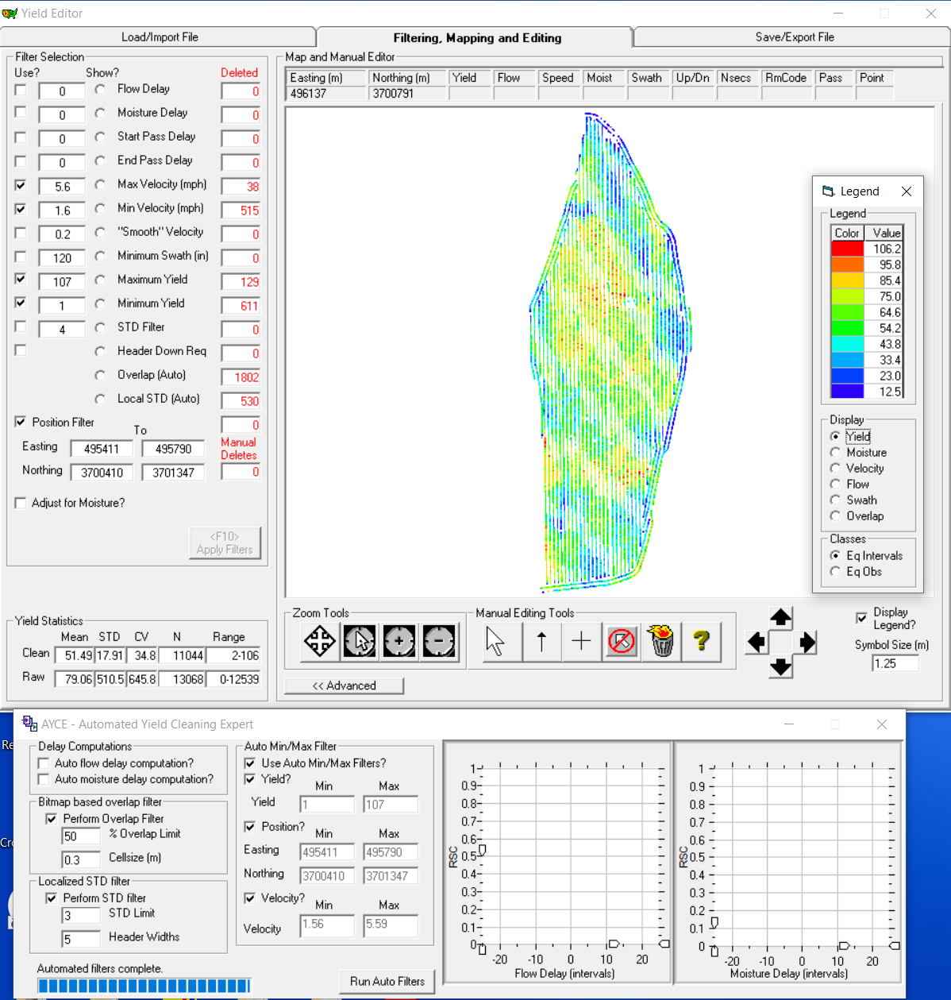 Yield Editor
Load/Import File
Filtering, Mapping and Editing
Save/Export File
Filter Selection
Use? Show? Deleted
0 Flow Delay 0
0 Moisture Delay 0
0 Start Pass Delay 0
0 End Pass Delay 0
5.6 Max Velocity (mph) 38
1.6 Min Velocity (mph) 515
0.2 "Smooth" Velocity 0
120 Minimum Swath (in) 0
107 Maximum Yield 129
1 Minimum Yield 611
4 STD Filter 0
Header Down Req 0
Overlap (Auto) 1802
Local STD (Auto) 530
Position Filter To 0
Easting 495411 495790 Manual Deletes
Northing 3700410 3701347 0
Adjust for Moisture?
<F10>
Apply Filters
Yield Statistics
Mean STD CV N Range
Clean 51.49 17.91 34.8 11044 2-106
Raw 79.06 510.5 645.8 13068 0-12539
Map and Manual Editor
Easting (m) Northing (m) Yield Flow Speed Moist Swath Up/Dn Nsecs RmCode Pass Point
496137 3700791
Legend
Legend
Color Value
106.2
95.8
85.4
75.0
64.6
54.2
43.8
33.4
23.0
12.5
Display
Yield
Moisture
Velocity
Flow
Swath
Overlap
Classes
Eq Intervals
Eq Obs
Zoom Tools
Manual Editing Tools
?
<< Advanced
Display
Legend?
Symbol Size (m)
1.25
Re
Cro
AYCE - Automated Yield Cleaning Expert
Delay Computations
Auto flow delay computation?
Auto moisture delay computation?
Bitmap based overlap filter
Perform Overlap Filter
50 % Overlap Limit
0.3 Cellsize (m)
Localized STD filter
Perform STD filter
3 STD Limit
5 Header Widths
Automated filters complete.
Auto Min/Max Filter
Use Auto Min/Max Filters?
Yield?
Min Max
Yield 1 107
Position?
Min Max
Easting 495411 495790
Northing 3700410 3701347
Velocity?
Min Max
Velocity 1.56 5.59
Run Auto Filters
1
0.9
0.8
0.7
0.6
0.5
0.4
0.3
0.2
0.1
0
RSC
-20 -10 0 10 20
Flow Delay (intervals)
1
0.9
0.8
0.7
0.6
0.5
0.4
0.3
0.2
0.1
0
RSC
-20 -10 0 10 20
Moisture Delay (intervals)